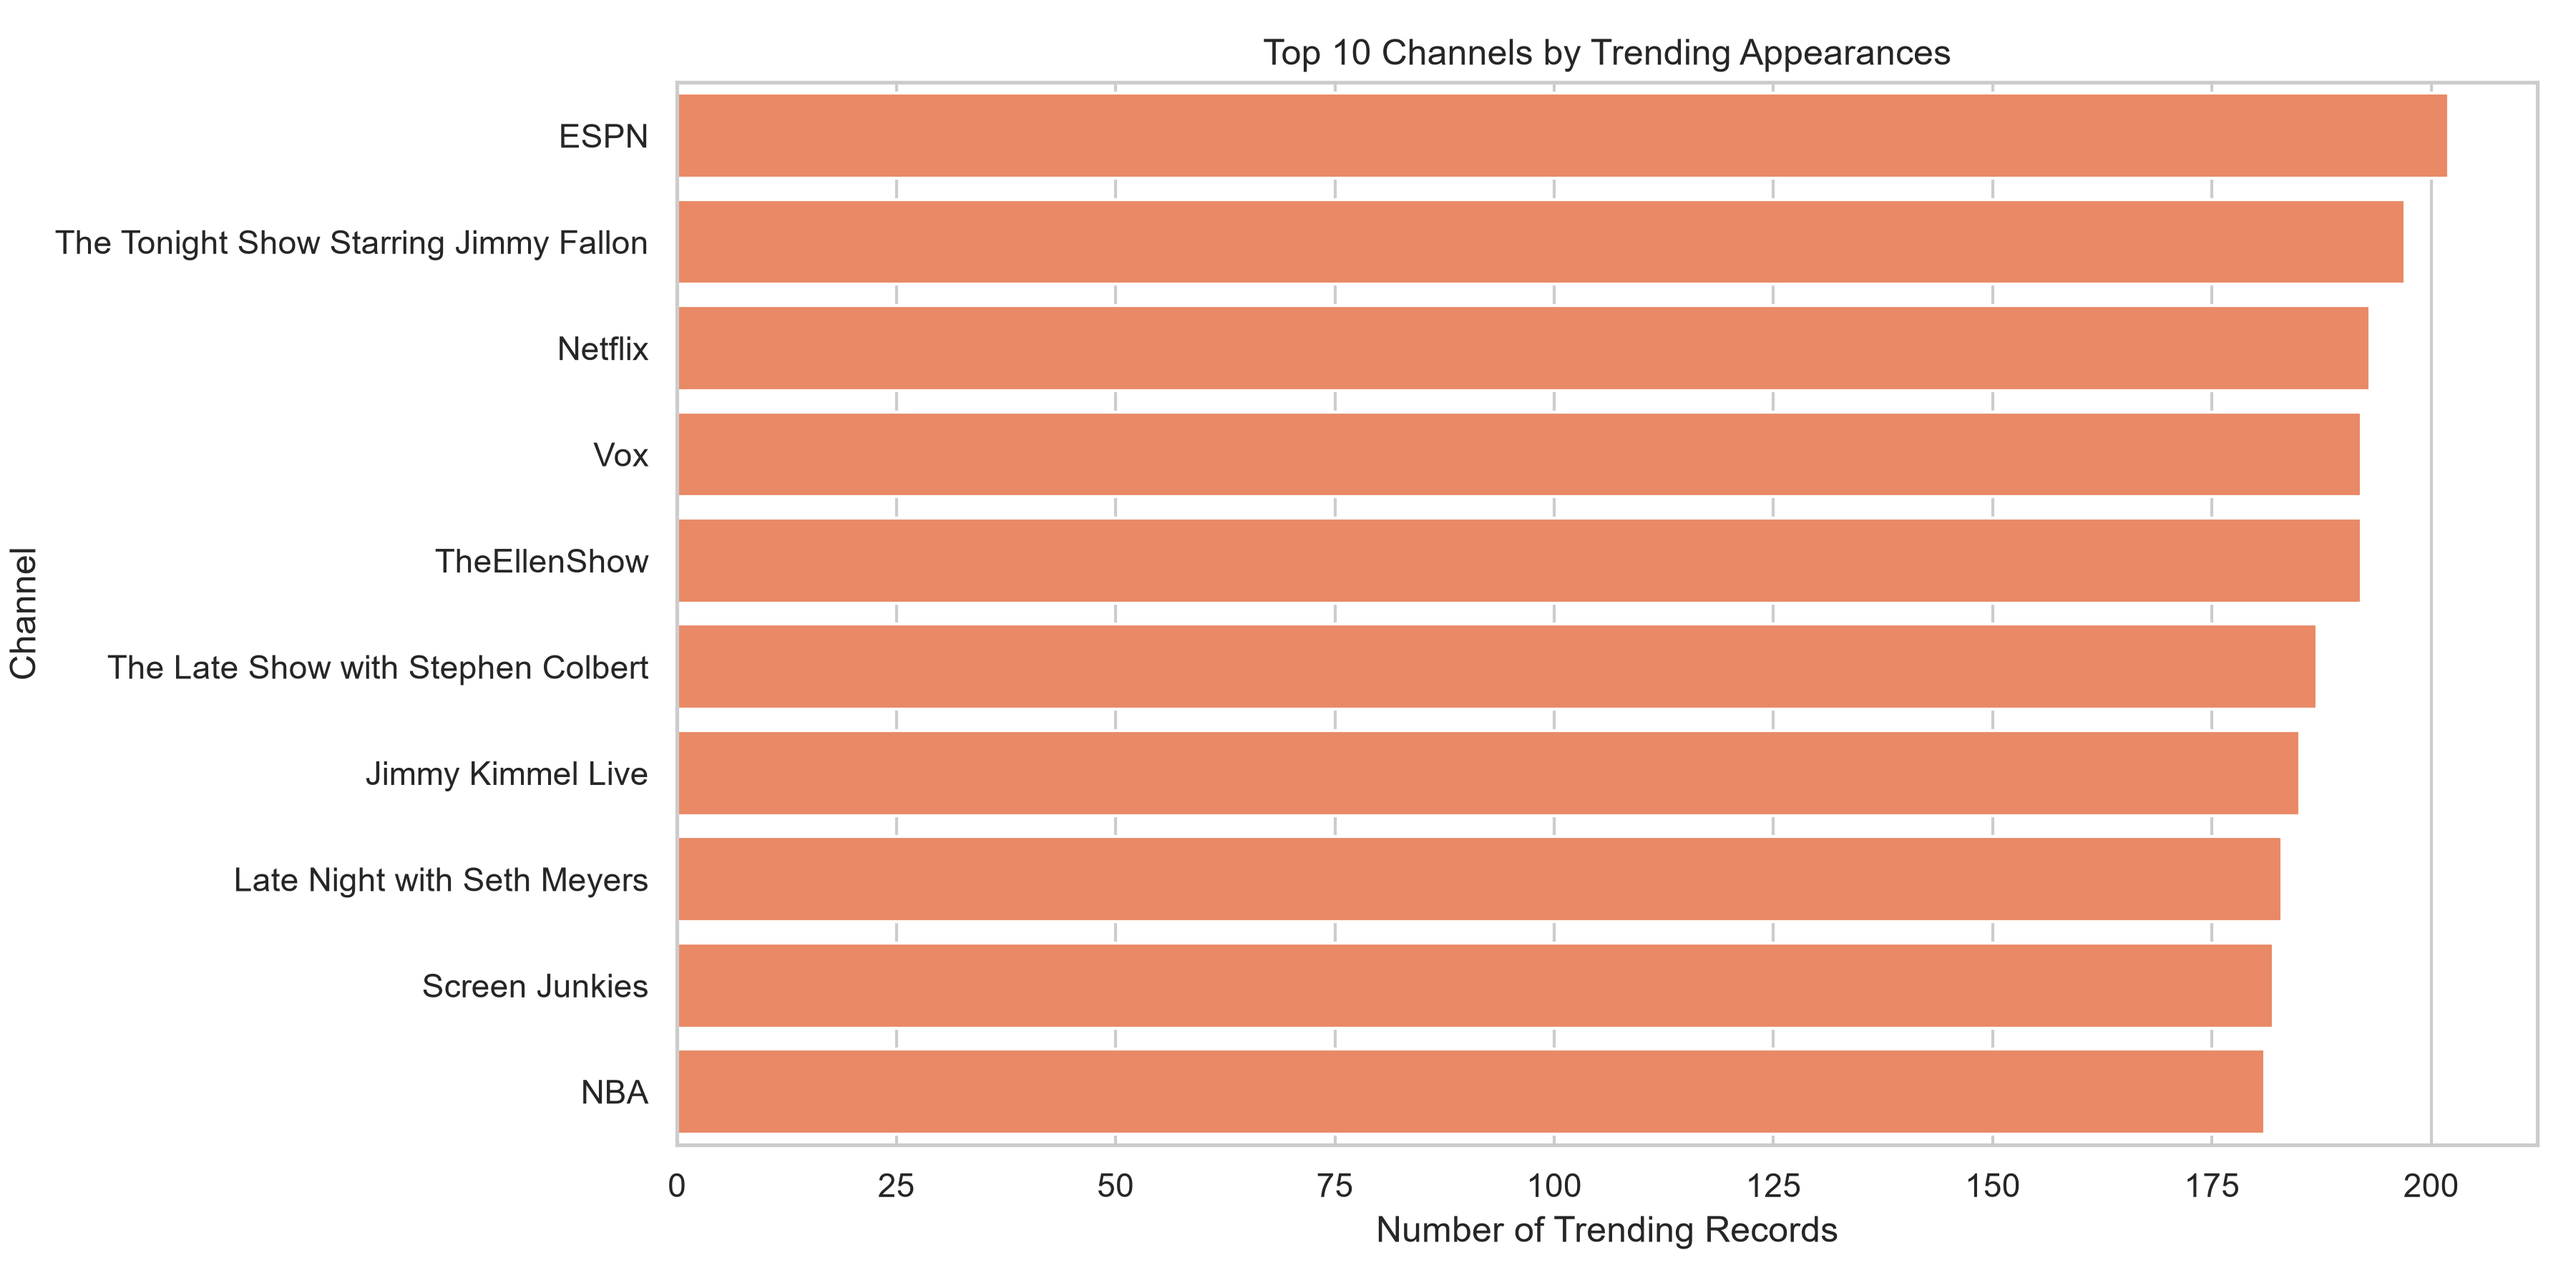 Top 10 Channels by Trending Appearances
Channel
ESPN
The Tonight Show Starring Jimmy Fallon
Netflix
Vox
TheEllenShow
The Late Show with Stephen Colbert
Jimmy Kimmel Live
Late Night with Seth Meyers
Screen Junkies
NBA
0 25 50 75 100 125 150 175 200
Number of Trending Records